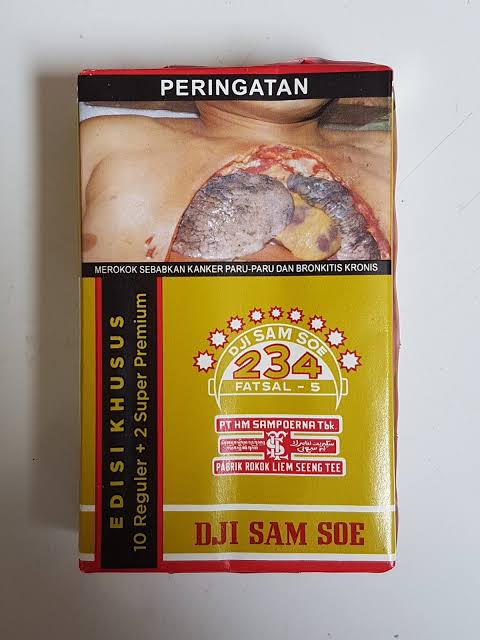 PERINGATAN
MEROKOK SEBABKAN KANKER PARU-PARU DAN BRONKITIS KRONIS
EDISI KHUSUS
10 Reguler + 2 Super Premium
DJI SAM SOE
234
FATSAL - 5
PT HM SAMPOERNA Tbk.
PABRIK ROKOK LIEM SEENG TEE
DJI SAM SOE